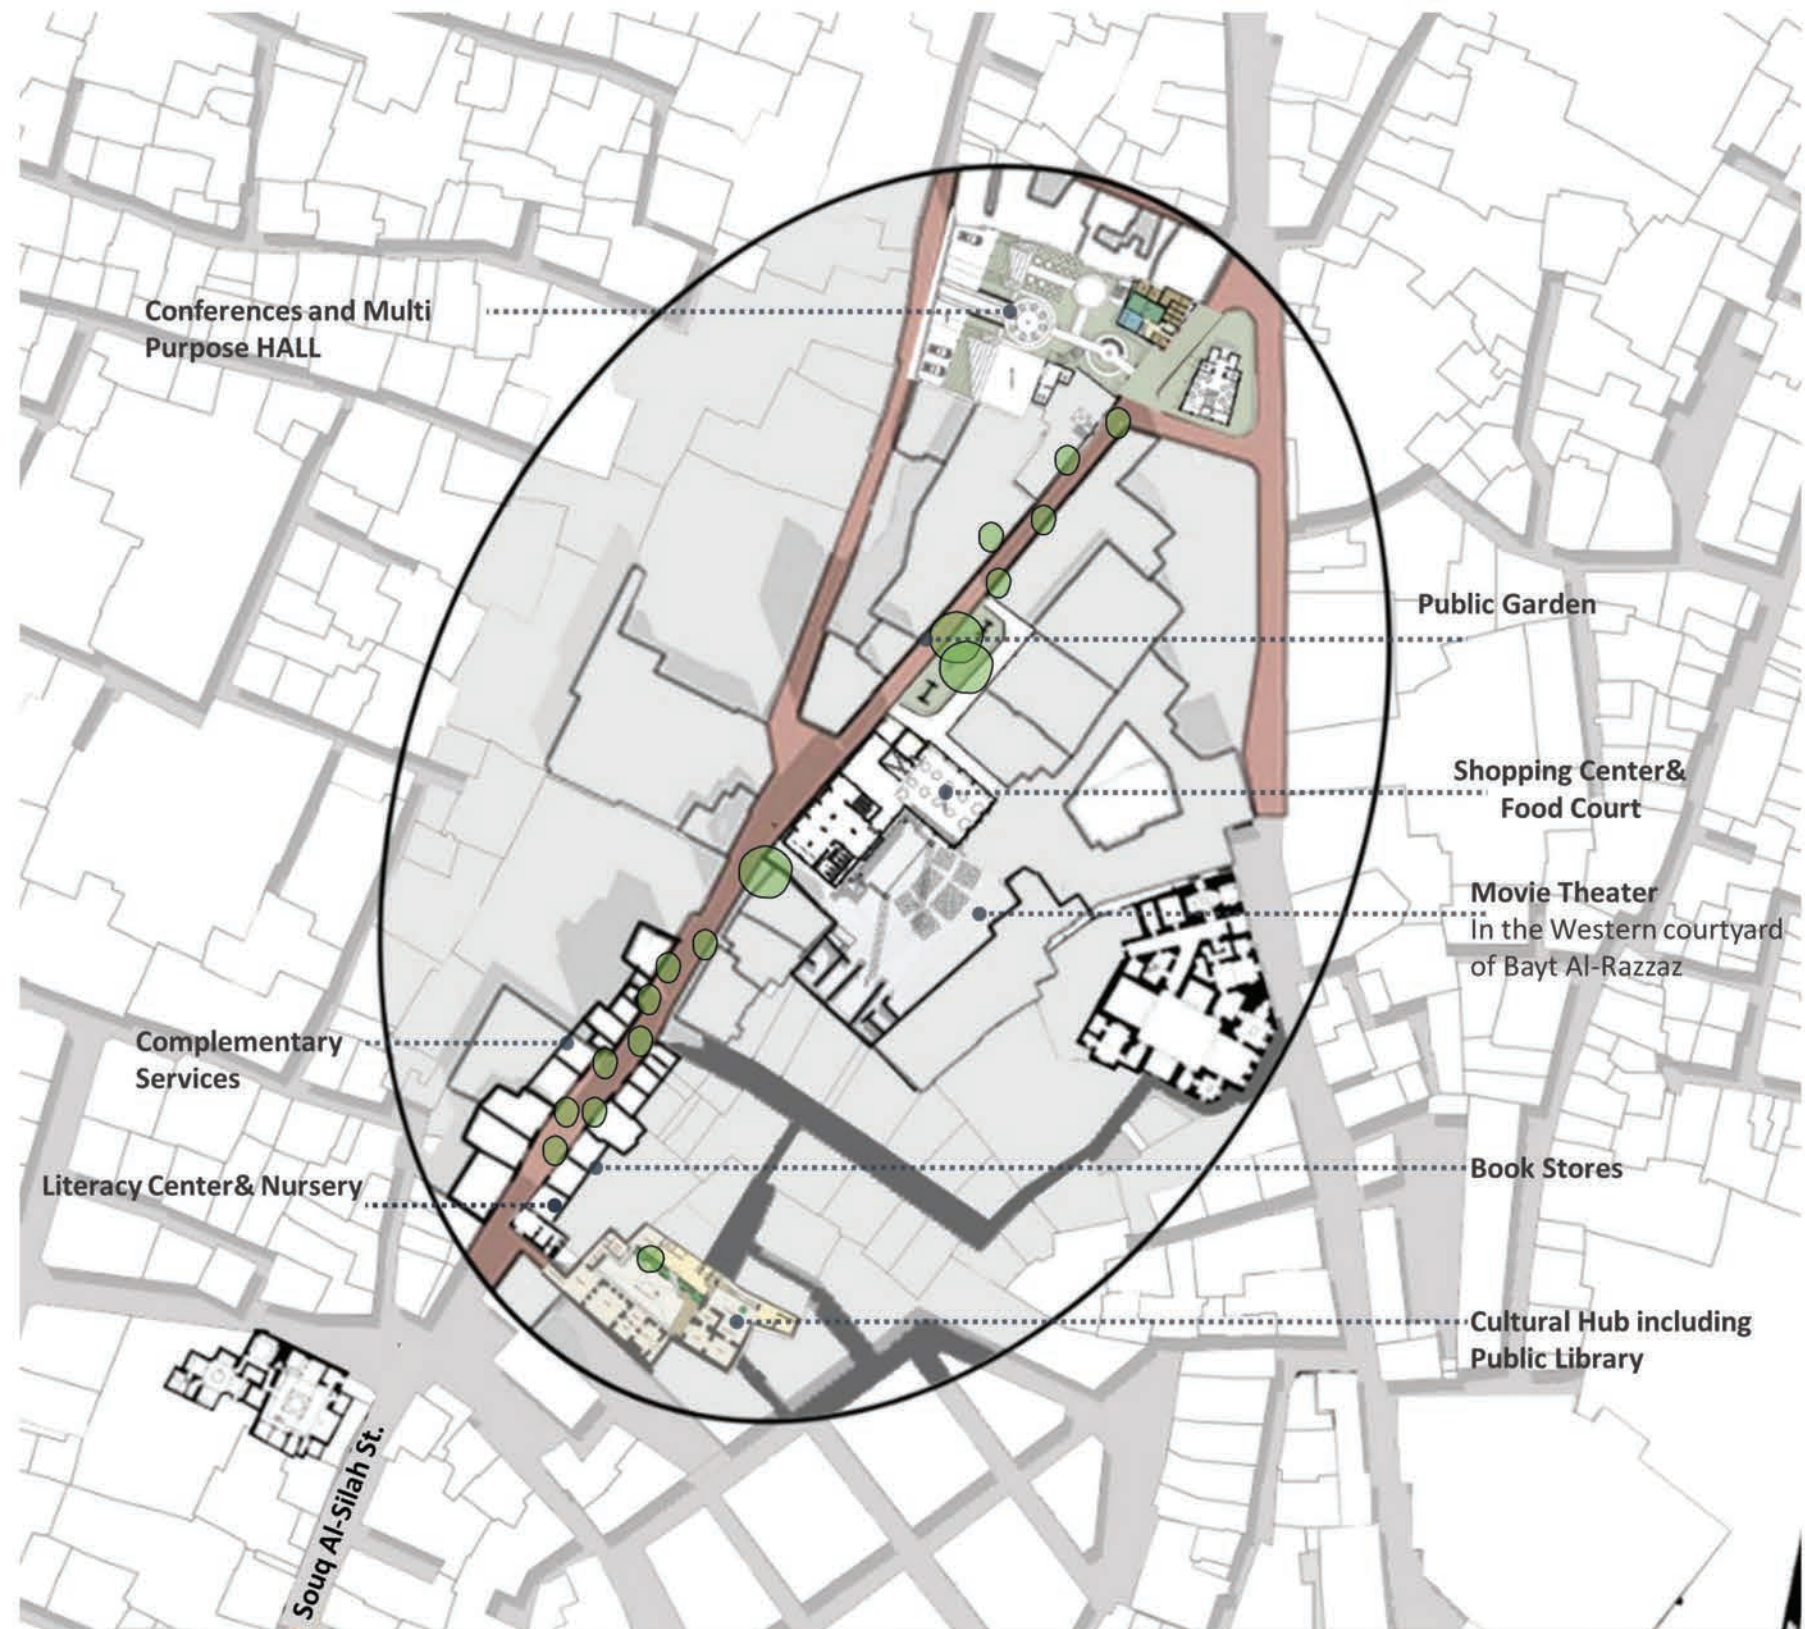 Conferences and Multi
Purpose HALL
Public Garden
Shopping Center&
Food Court
Movie Theater
In the Western courtyard
of Bayt Al-Razzaz
Complementary
Services
Book Stores
Literacy Center& Nursery
Cultural Hub including
Public Library
Souq Al-Silah St.